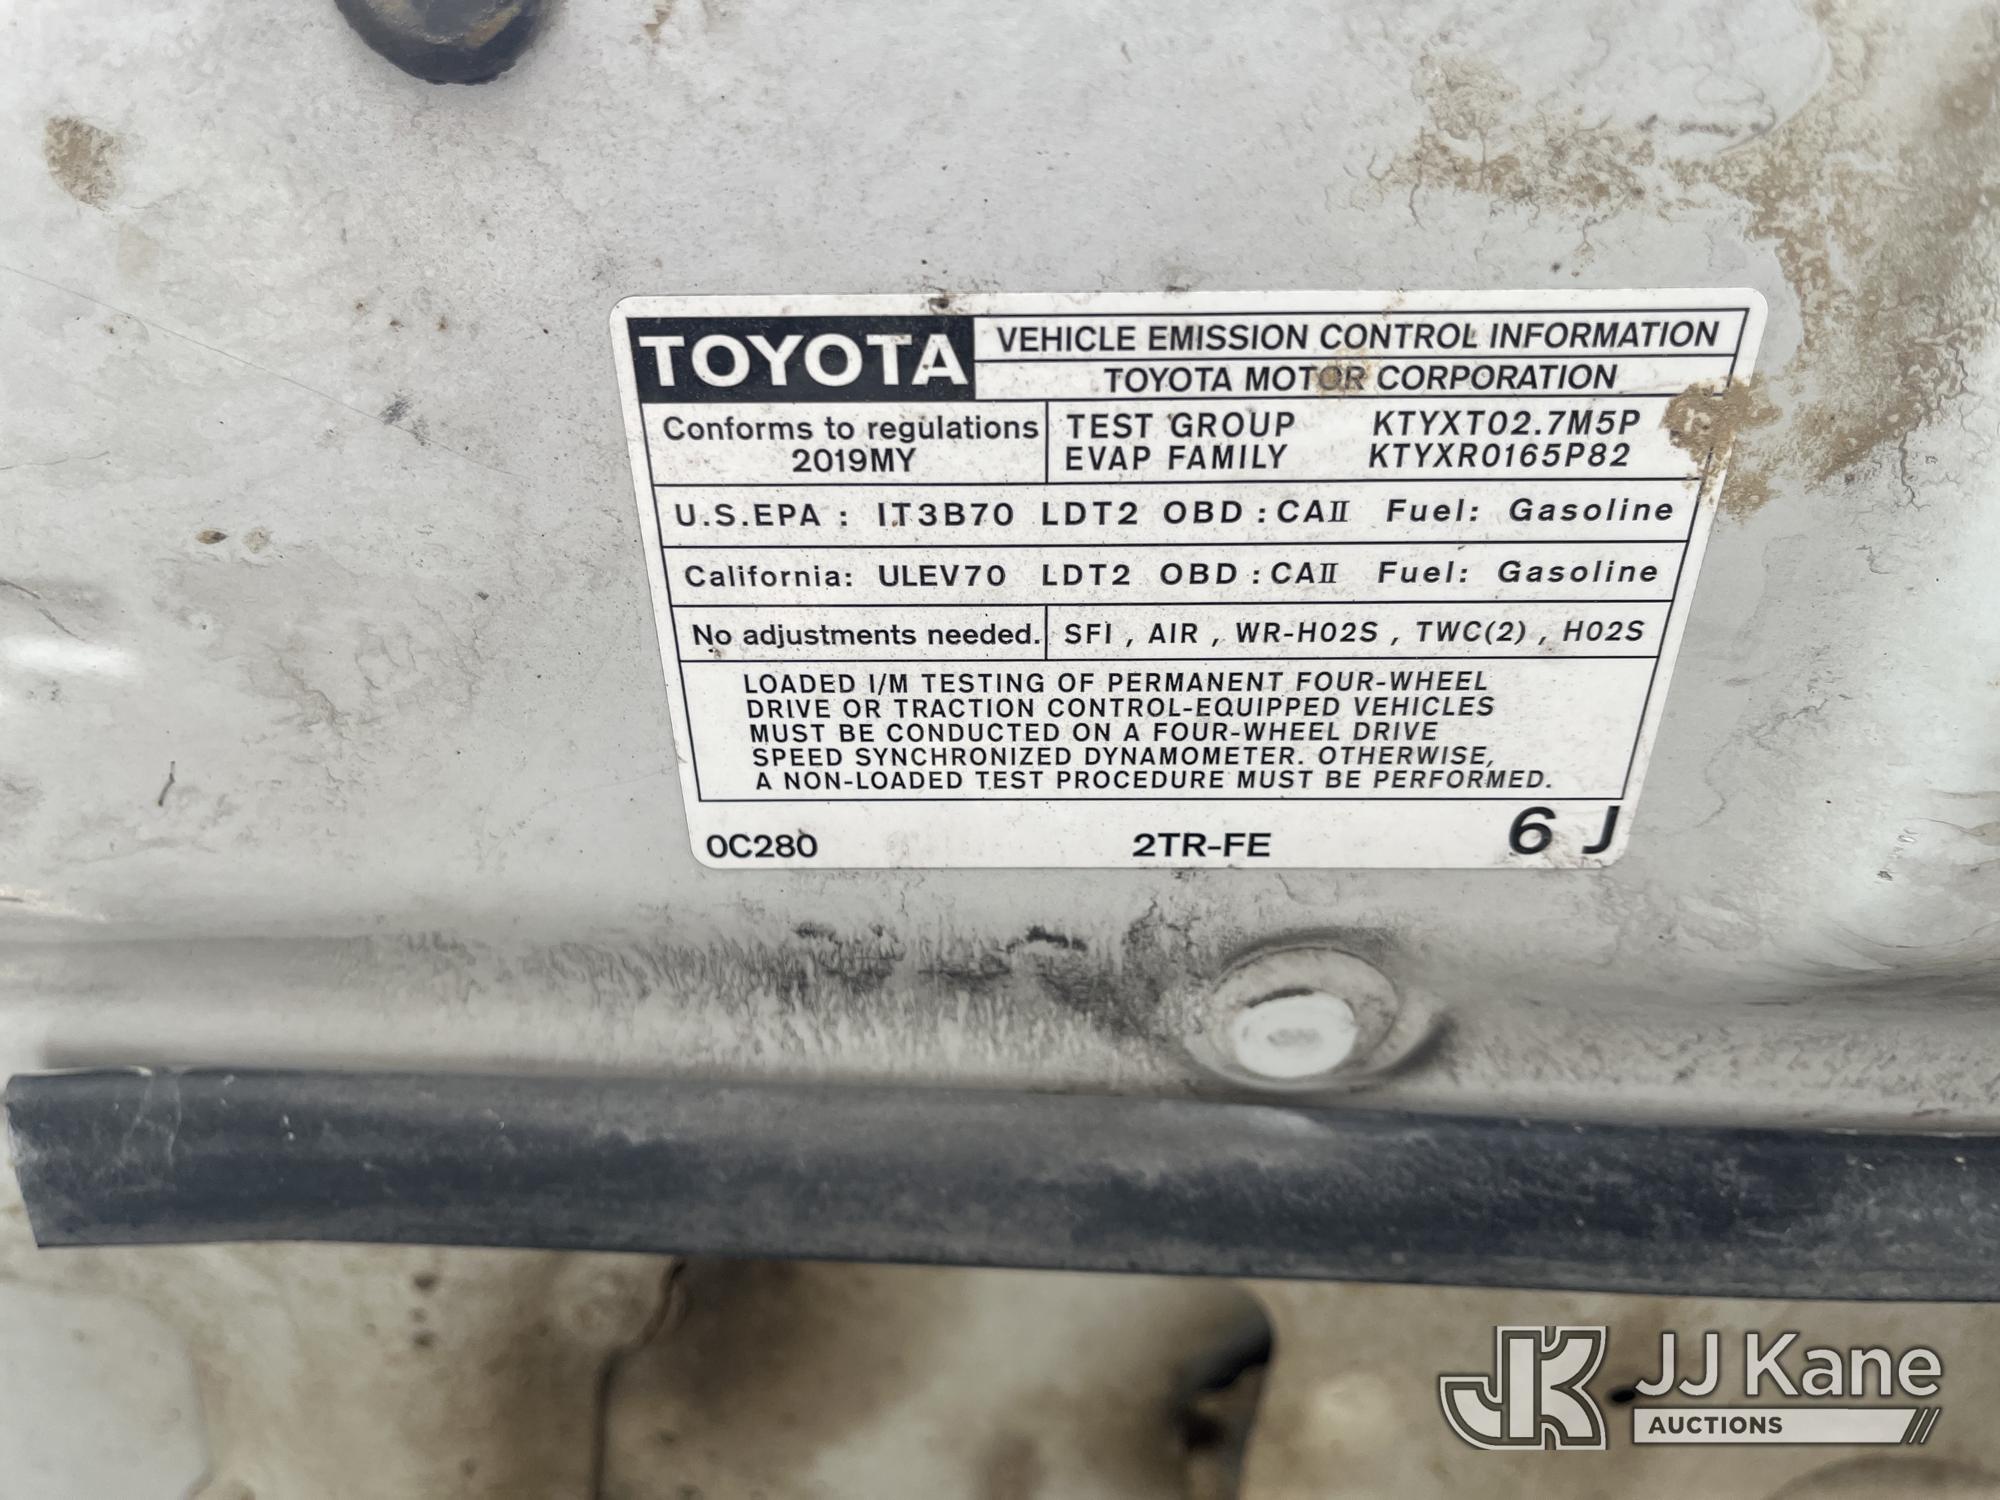 TOYOTA
VEHICLE EMISSION CONTROL INFORMATION
TOYOTA MOTOR CORPORATION
Conforms to regulations
2019MY
TEST GROUP KTYXT02.7M5P
EVAP FAMILY KTYXR0165P82
U.S.EPA : IT3B70 LDT2 OBD : CAII Fuel: Gasoline
California: ULEV70 LDT2 OBD : CAII Fuel: Gasoline
No adjustments needed.
SFI , AIR , WR-HO2S , TWC(2) , HO2S
LOADED I/M TESTING OF PERMANENT FOUR-WHEEL
DRIVE OR TRACTION CONTROL-EQUIPPED VEHICLES
MUST BE CONDUCTED ON A FOUR-WHEEL DRIVE
SPEED SYNCHRONIZED DYNAMOMETER. OTHERWISE,
A NON-LOADED TEST PROCEDURE MUST BE PERFORMED.
0C280 2TR-FE 6 J
JK JJ Kane
AUCTIONS